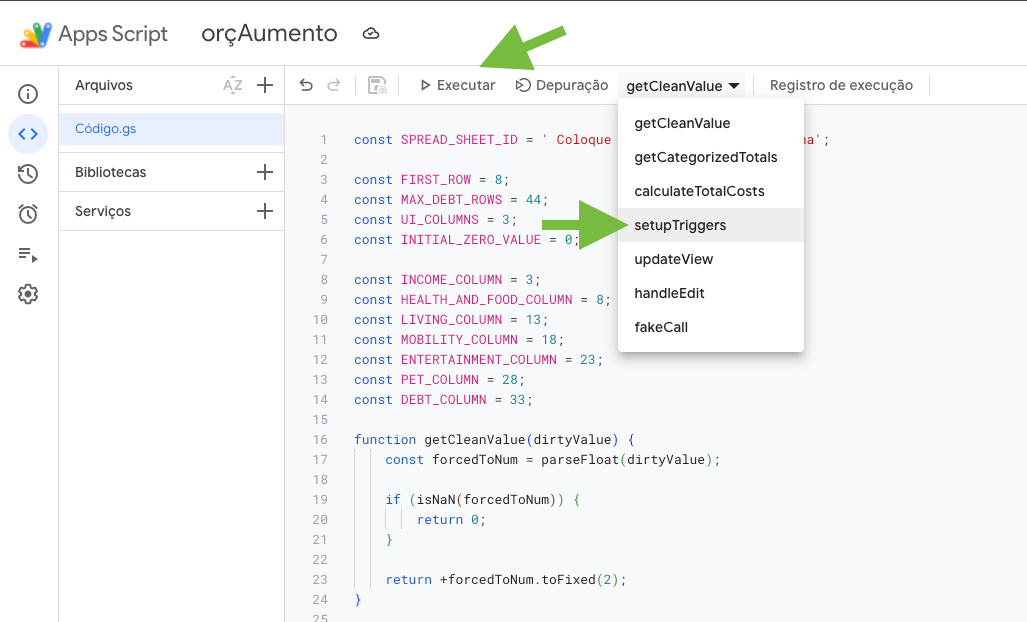 Apps Script orçAumento
Arquivos
Executar Depuração getCleanValue Registro de execução
Código.gs
Bibliotecas
Serviços
getCleanValue
getCategorizedTotals
calculateTotalCosts
setupTriggers
updateView
handleEdit
fakeCall
1 const SPREAD_SHEET_ID = ' Coloque na';
2
3 const FIRST_ROW = 8;
4 const MAX_DEBT_ROWS = 44;
5 const UI_COLUMNS = 3;
6 const INITIAL_ZERO_VALUE = 0;
7
8 const INCOME_COLUMN = 3;
9 const HEALTH_AND_FOOD_COLUMN = 8;
10 const LIVING_COLUMN = 13;
11 const MOBILITY_COLUMN = 18;
12 const ENTERTAINMENT_COLUMN = 23;
13 const PET_COLUMN = 28;
14 const DEBT_COLUMN = 33;
15
16 function getCleanValue(dirtyValue) {
17 const forcedToNum = parseFloat(dirtyValue);
18
19 if (isNaN(forcedToNum)) {
20 return 0;
21 }
22
23 return +forcedToNum.toFixed(2);
24 }
25